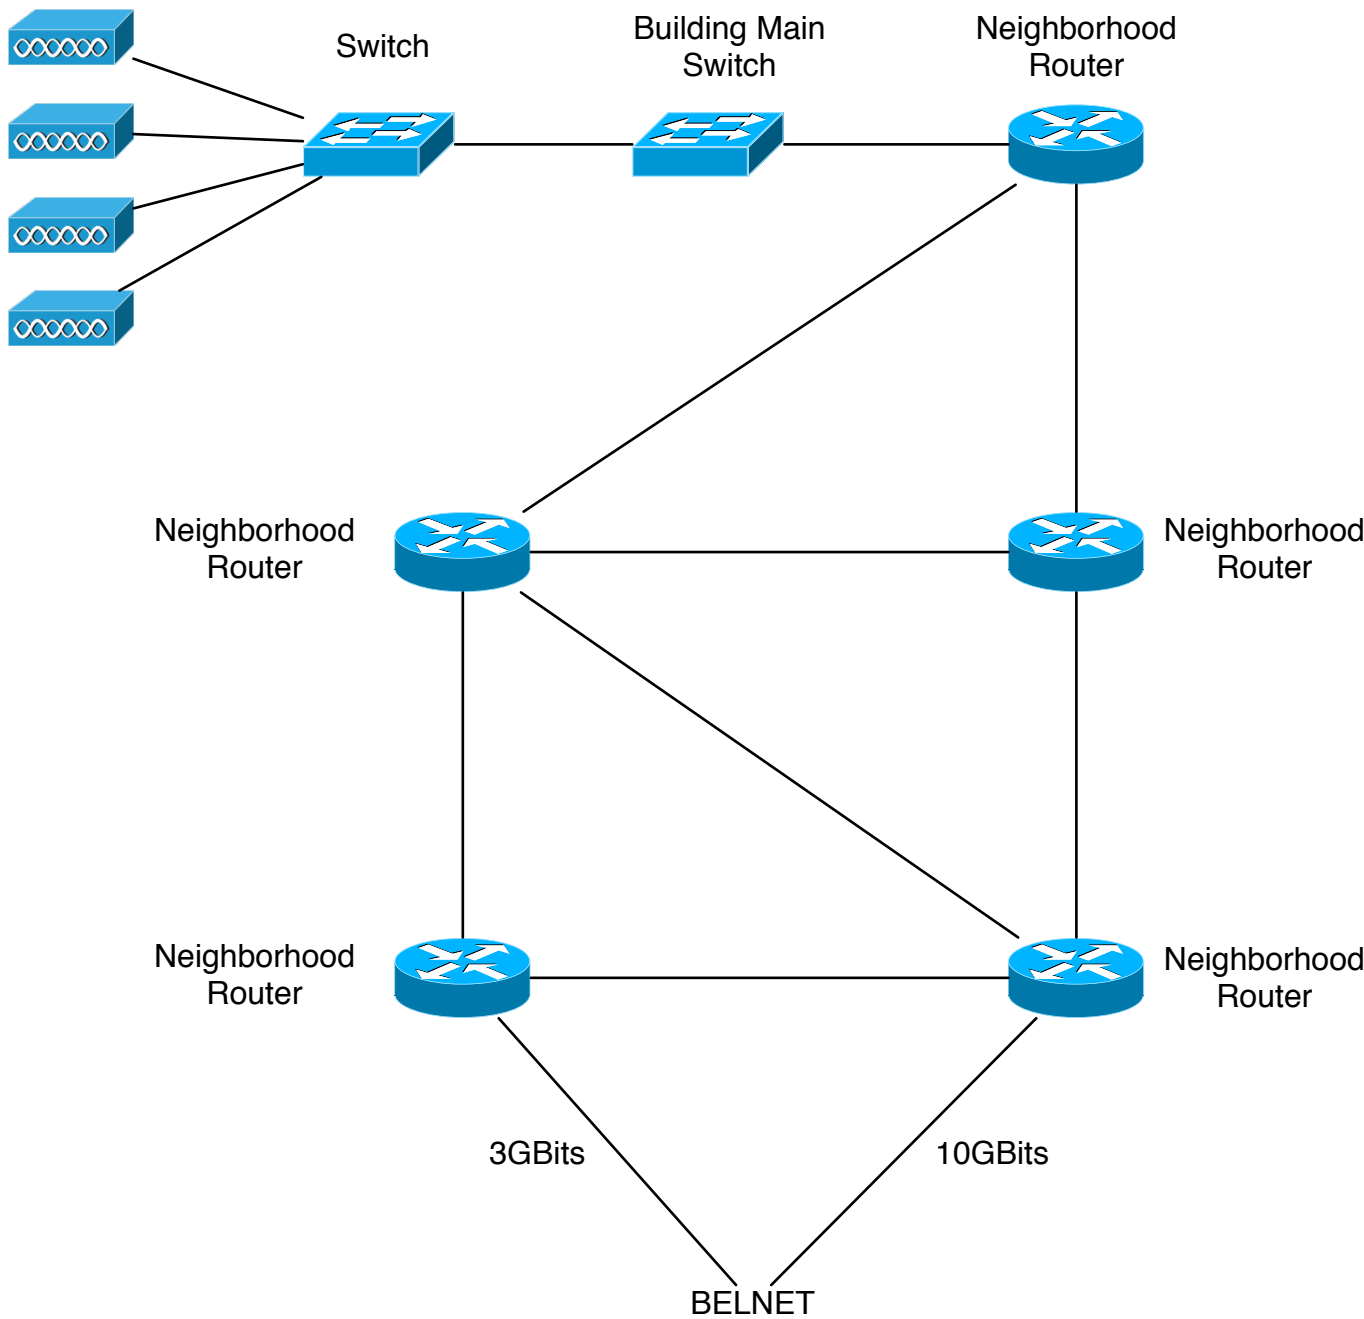 Switch
Building Main
Switch
Neighborhood
Router
Neighborhood
Router
Neighborhood
Router
Neighborhood
Router
Neighborhood
Router
3GBits
10GBits
BELNET